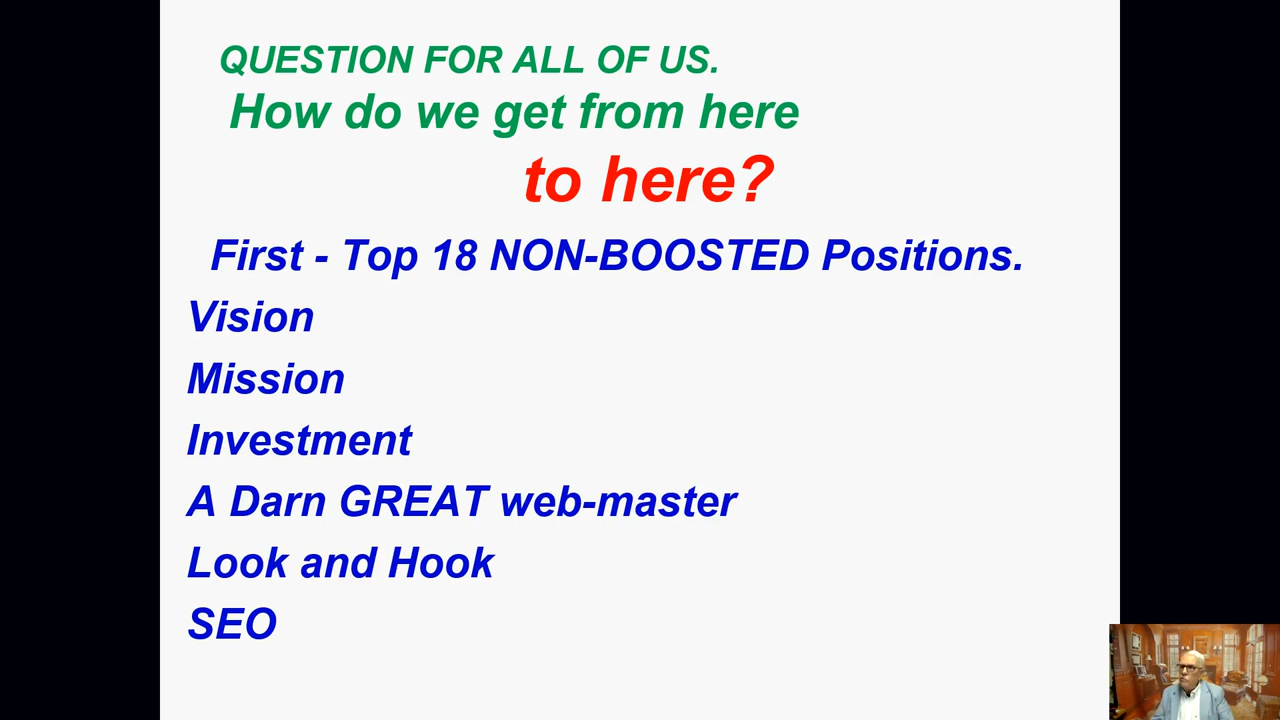 QUESTION FOR ALL OF US.
How do we get from here
to here?
First - Top 18 NON-BOOSTED Positions.
Vision
Mission
Investment
A Darn GREAT web-master
Look and Hook
SEO